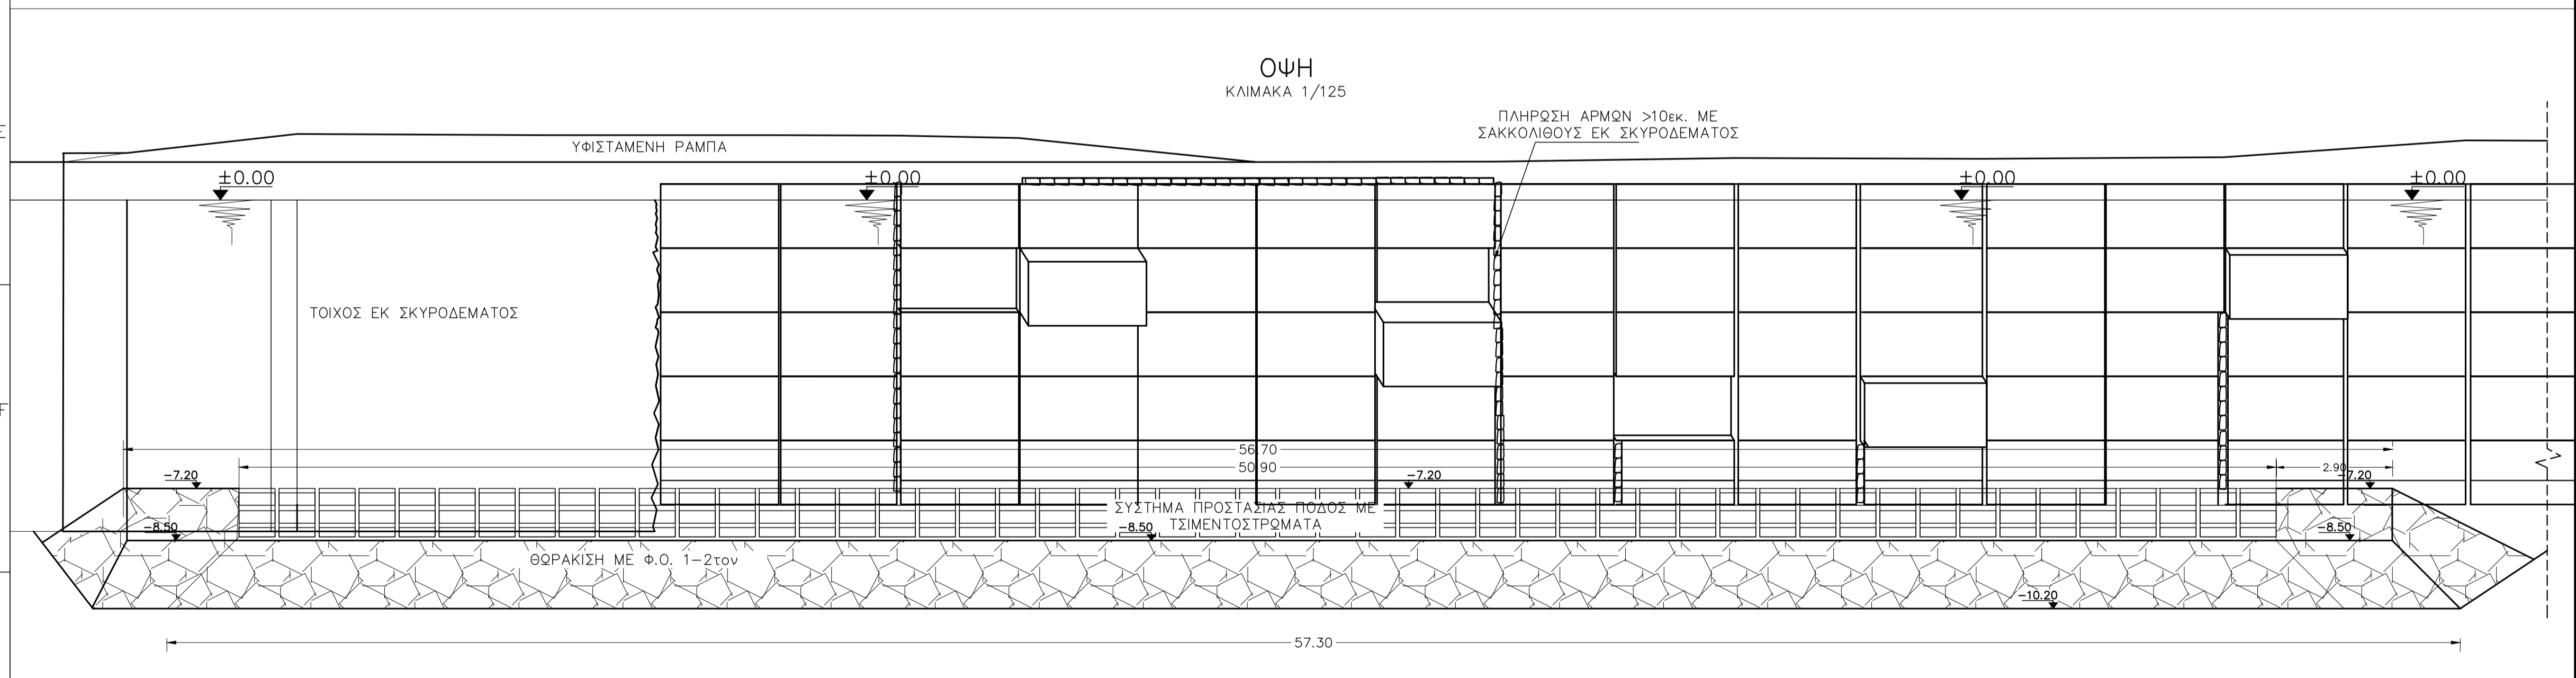 ΟΨΗ
ΚΛΙΜΑΚΑ 1/125
ΠΛΗΡΩΣΗ ΑΡΜΩΝ >10εκ. ΜΕ
ΣΑΚΚΟΛΙΘΟΥΣ ΕΚ ΣΚΥΡΟΔΕΜΑΤΟΣ
ΥΦΙΣΤΑΜΕΝΗ ΡΑΜΠΑ
±0.00
±0.00
±0.00
±0.00
ΤΟΙΧΟΣ ΕΚ ΣΚΥΡΟΔΕΜΑΤΟΣ
56.70
50.90
2.90
-7.20
-7.20
-7.20
ΣΥΣΤΗΜΑ ΠΡΟΣΤΑΣΙΑΣ ΠΟΔΟΣ ΜΕ
ΤΣΙΜΕΝΤΟΣΤΡΩΜΑΤΑ
-8.50
-8.50
-8.50
ΘΩΡΑΚΙΣΗ ΜΕ Φ.Ο. 1-2τον
-10.20
57.30